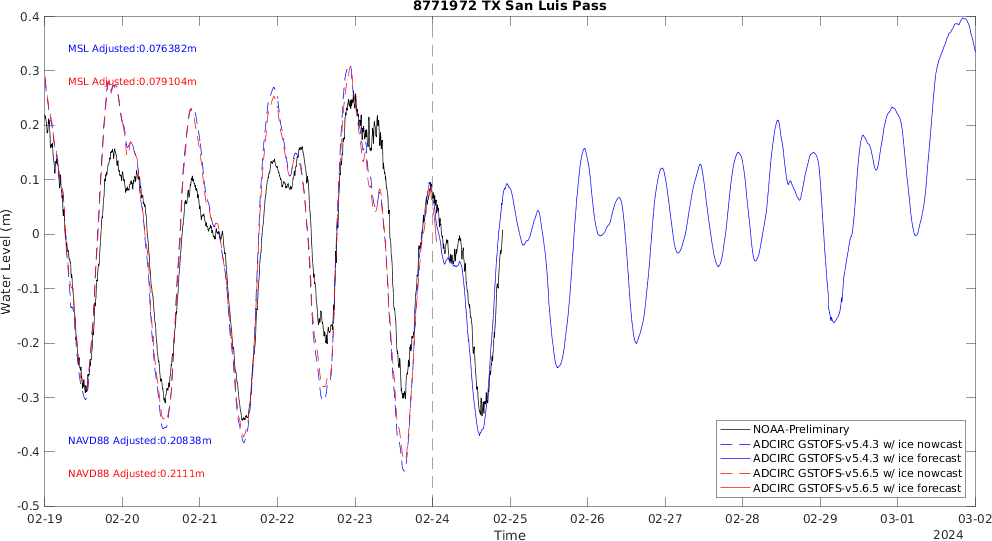 8771972 TX San Luis Pass
MSL Adjusted:0.076382m
MSL Adjusted:0.079104m
NAVD88 Adjusted:0.20838m
NAVD88 Adjusted:0.2111m
Water Level (m)
0.4
0.3
0.2
0.1
0
-0.1
-0.2
-0.3
-0.4
-0.5
NOAA-Preliminary
ADCIRC GSTOFS-v5.4.3 w/ ice nowcast
ADCIRC GSTOFS-v5.4.3 w/ ice forecast
ADCIRC GSTOFS-v5.6.5 w/ ice nowcast
ADCIRC GSTOFS-v5.6.5 w/ ice forecast
02-19 02-20 02-21 02-22 02-23 02-24 02-25 02-26 02-27 02-28 02-29 03-01 03-02
Time
2024